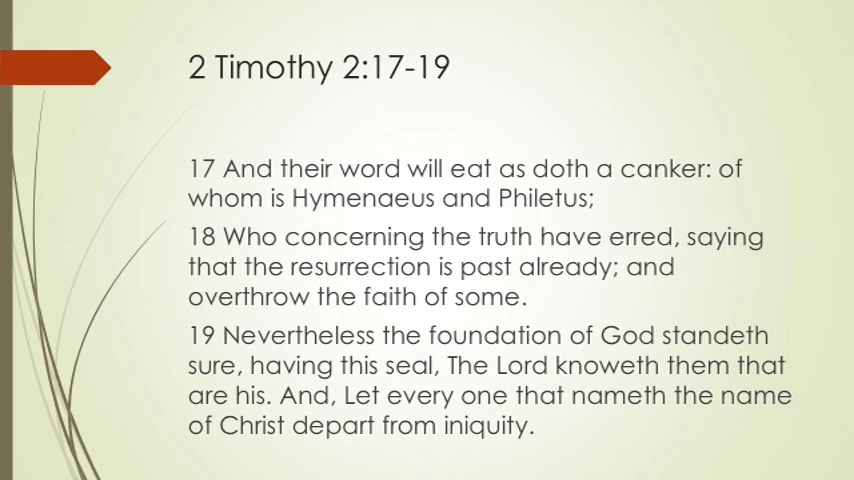 2 Timothy 2:17-19
17 And their word will eat as doth a canker: of
whom is Hymenaeus and Philetus;
18 Who concerning the truth have erred, saying
that the resurrection is past already; and
overthrow the faith of some.
19 Nevertheless the foundation of God standeth
sure, having this seal, The Lord knoweth them that
are his. And, Let every one that nameth the name
of Christ depart from iniquity.